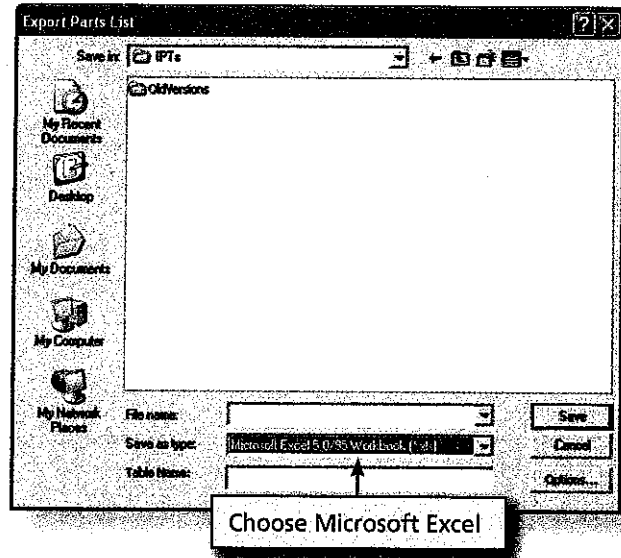 Export Parts List
Save in: IPTs
OldVersions
My Recent
Documents
Desktop
My Documents
My Computer
My Network
Places
File name:
Save as type: Microsoft Excel 5.0/95 Workbook (*.xls)
Table Name:
Save
Cancel
Options...
Choose Microsoft Excel